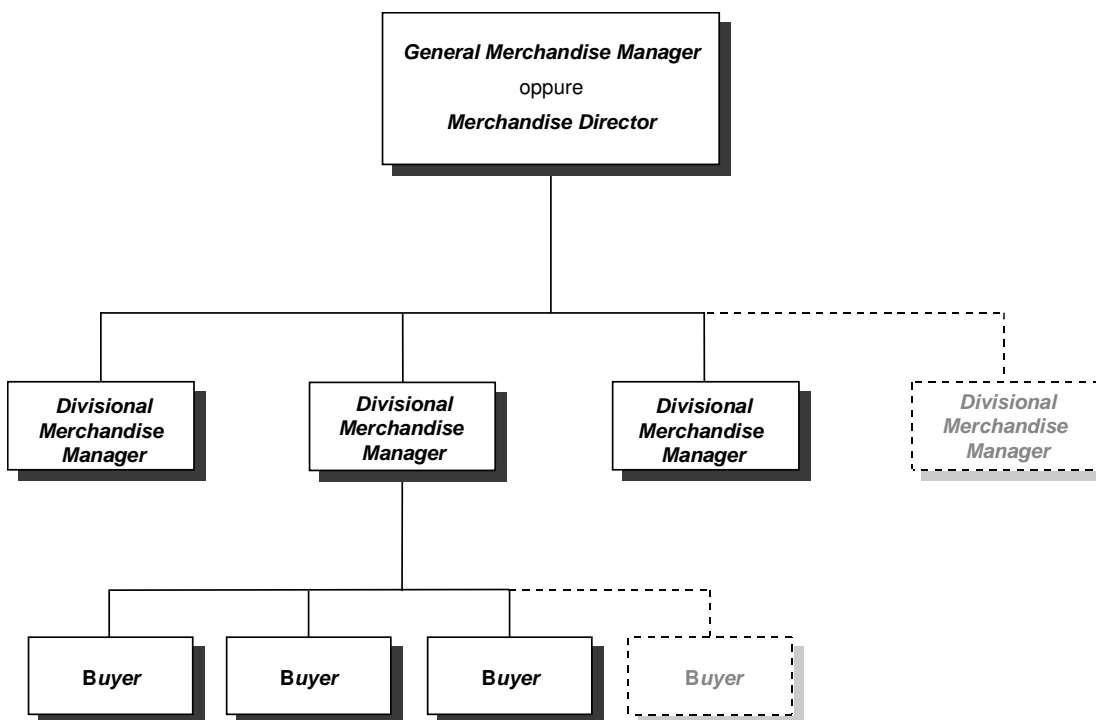 General Merchandise Manager
oppure
Merchandise Director
Divisional
Merchandise
Manager
Divisional
Merchandise
Manager
Divisional
Merchandise
Manager
Divisional
Merchandise
Manager
Buyer
Buyer
Buyer
Buyer